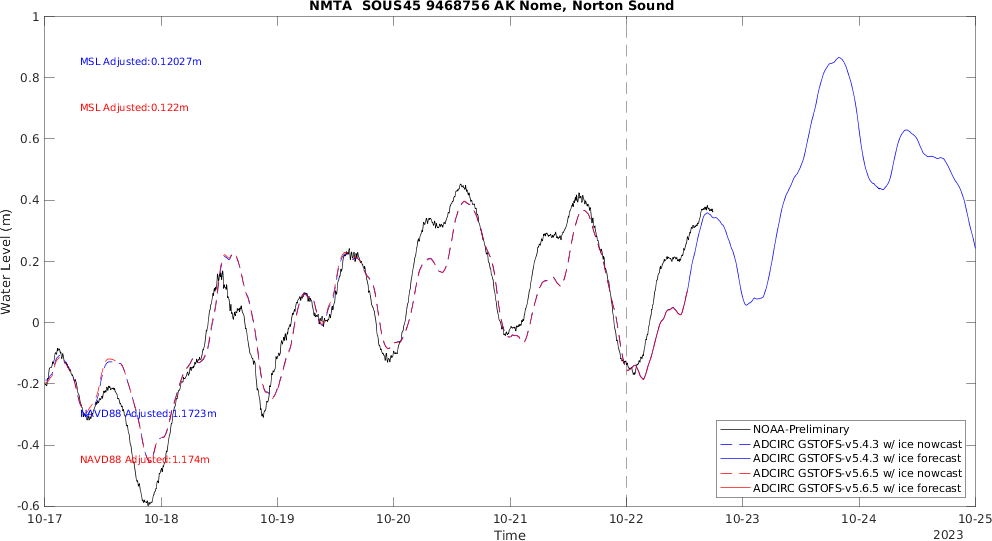 NMTA  SOUS45 9468756 AK Nome, Norton Sound
1
MSL Adjusted:0.12027m
0.8
MSL Adjusted:0.122m
0.6
0.4
0.2
Water Level (m)
0
-0.2
NAVD88 Adjusted:1.1723m
-0.4
NAVD88 Adjusted:1.174m
-0.6
NOAA-Preliminary
ADCIRC GSTOFS-v5.4.3 w/ ice nowcast
ADCIRC GSTOFS-v5.4.3 w/ ice forecast
ADCIRC GSTOFS-v5.6.5 w/ ice nowcast
ADCIRC GSTOFS-v5.6.5 w/ ice forecast
10-17 10-18 10-19 10-20 10-21 10-22 10-23 10-24 10-25
Time
2023